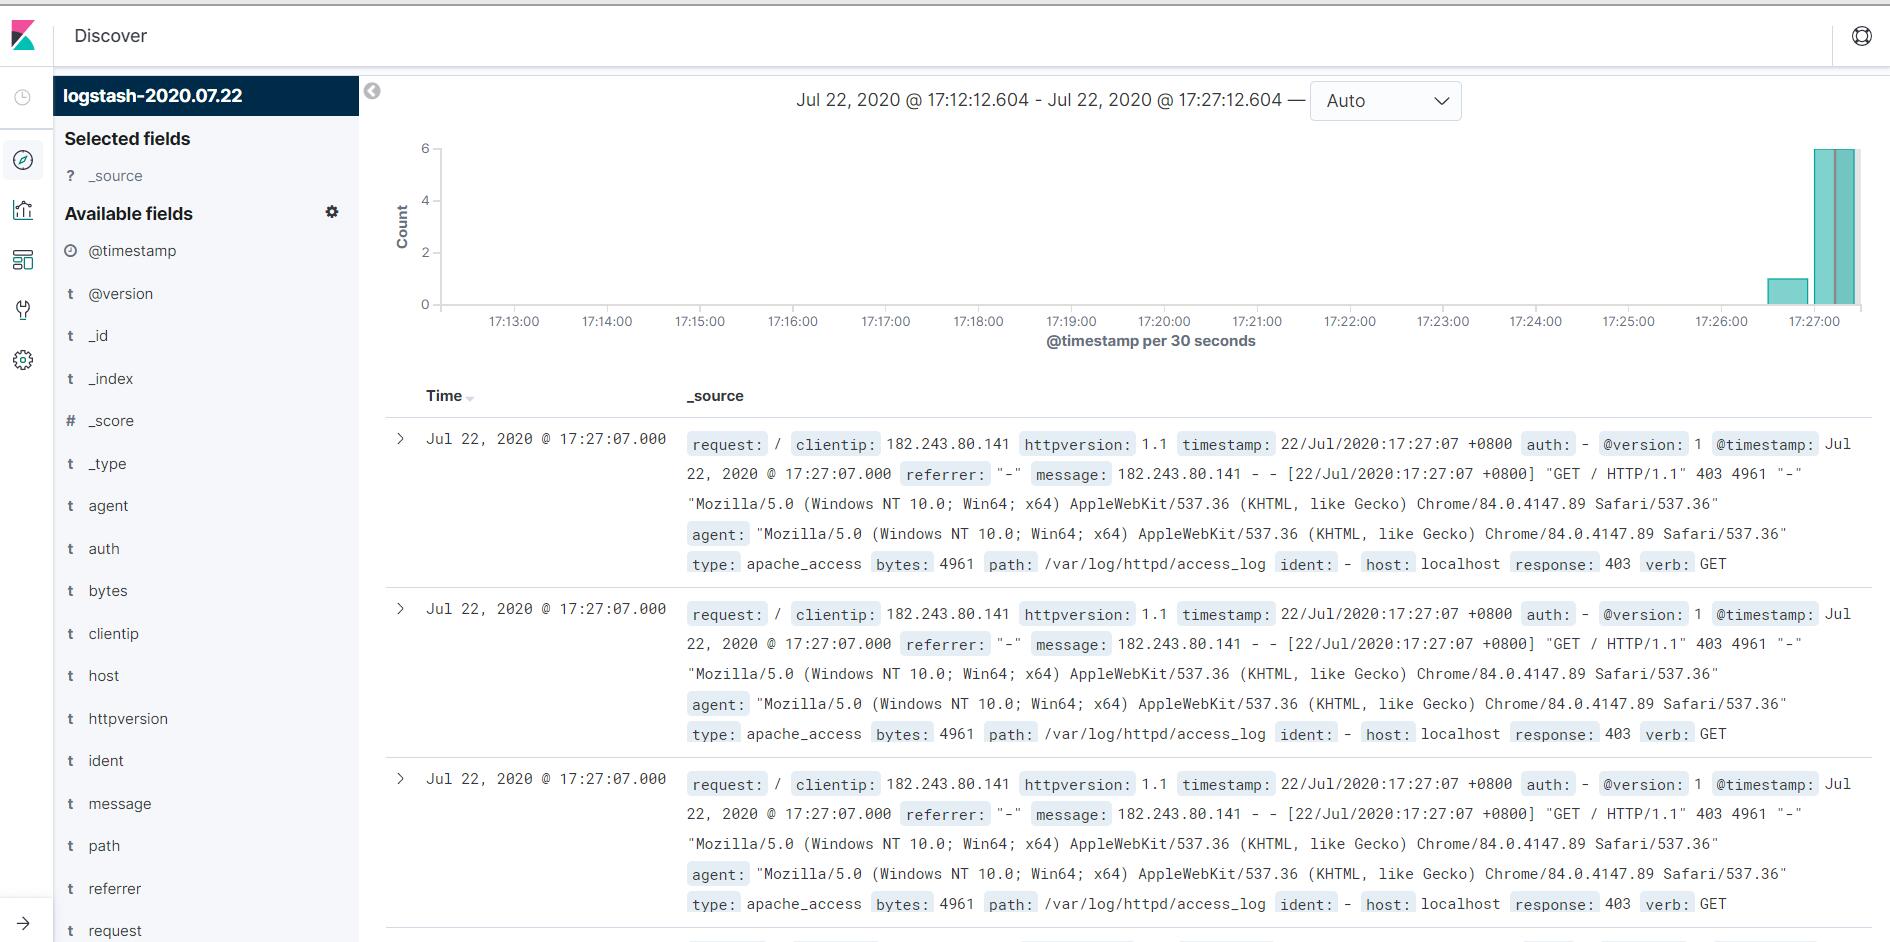 Discover
logstash-2020.07.22
Selected fields
? _source
Available fields
@timestamp
t @version
t _id
t _index
# _score
t _type
t agent
t auth
t bytes
t clientip
t host
t httpversion
t ident
t message
t path
t referrer
t request
Jul 22, 2020 @ 17:12:12.604 - Jul 22, 2020 @ 17:27:12.604 — Auto
Count
6
4
2
0
17:13:00 17:14:00 17:15:00 17:16:00 17:17:00 17:18:00 17:19:00 17:20:00 17:21:00 17:22:00 17:23:00 17:24:00 17:25:00 17:26:00 17:27:00
@timestamp per 30 seconds
Time _source
Jul 22, 2020 @ 17:27:07.000 request: / clientip: 182.243.80.141 httpversion: 1.1 timestamp: 22/Jul/2020:17:27:07 +0800 auth: - @version: 1 @timestamp: Jul
22, 2020 @ 17:27:07.000 referrer: "-" message: 182.243.80.141 - - [22/Jul/2020:17:27:07 +0800] "GET / HTTP/1.1" 403 4961 "-"
"Mozilla/5.0 (Windows NT 10.0; Win64; x64) AppleWebKit/537.36 (KHTML, like Gecko) Chrome/84.0.4147.89 Safari/537.36"
agent: "Mozilla/5.0 (Windows NT 10.0; Win64; x64) AppleWebKit/537.36 (KHTML, like Gecko) Chrome/84.0.4147.89 Safari/537.36"
type: apache_access bytes: 4961 path: /var/log/httpd/access_log ident: - host: localhost response: 403 verb: GET
Jul 22, 2020 @ 17:27:07.000 request: / clientip: 182.243.80.141 httpversion: 1.1 timestamp: 22/Jul/2020:17:27:07 +0800 auth: - @version: 1 @timestamp: Jul
22, 2020 @ 17:27:07.000 referrer: "-" message: 182.243.80.141 - - [22/Jul/2020:17:27:07 +0800] "GET / HTTP/1.1" 403 4961 "-"
"Mozilla/5.0 (Windows NT 10.0; Win64; x64) AppleWebKit/537.36 (KHTML, like Gecko) Chrome/84.0.4147.89 Safari/537.36"
agent: "Mozilla/5.0 (Windows NT 10.0; Win64; x64) AppleWebKit/537.36 (KHTML, like Gecko) Chrome/84.0.4147.89 Safari/537.36"
type: apache_access bytes: 4961 path: /var/log/httpd/access_log ident: - host: localhost response: 403 verb: GET
Jul 22, 2020 @ 17:27:07.000 request: / clientip: 182.243.80.141 httpversion: 1.1 timestamp: 22/Jul/2020:17:27:07 +0800 auth: - @version: 1 @timestamp: Jul
22, 2020 @ 17:27:07.000 referrer: "-" message: 182.243.80.141 - - [22/Jul/2020:17:27:07 +0800] "GET / HTTP/1.1" 403 4961 "-"
"Mozilla/5.0 (Windows NT 10.0; Win64; x64) AppleWebKit/537.36 (KHTML, like Gecko) Chrome/84.0.4147.89 Safari/537.36"
agent: "Mozilla/5.0 (Windows NT 10.0; Win64; x64) AppleWebKit/537.36 (KHTML, like Gecko) Chrome/84.0.4147.89 Safari/537.36"
type: apache_access bytes: 4961 path: /var/log/httpd/access_log ident: - host: localhost response: 403 verb: GET